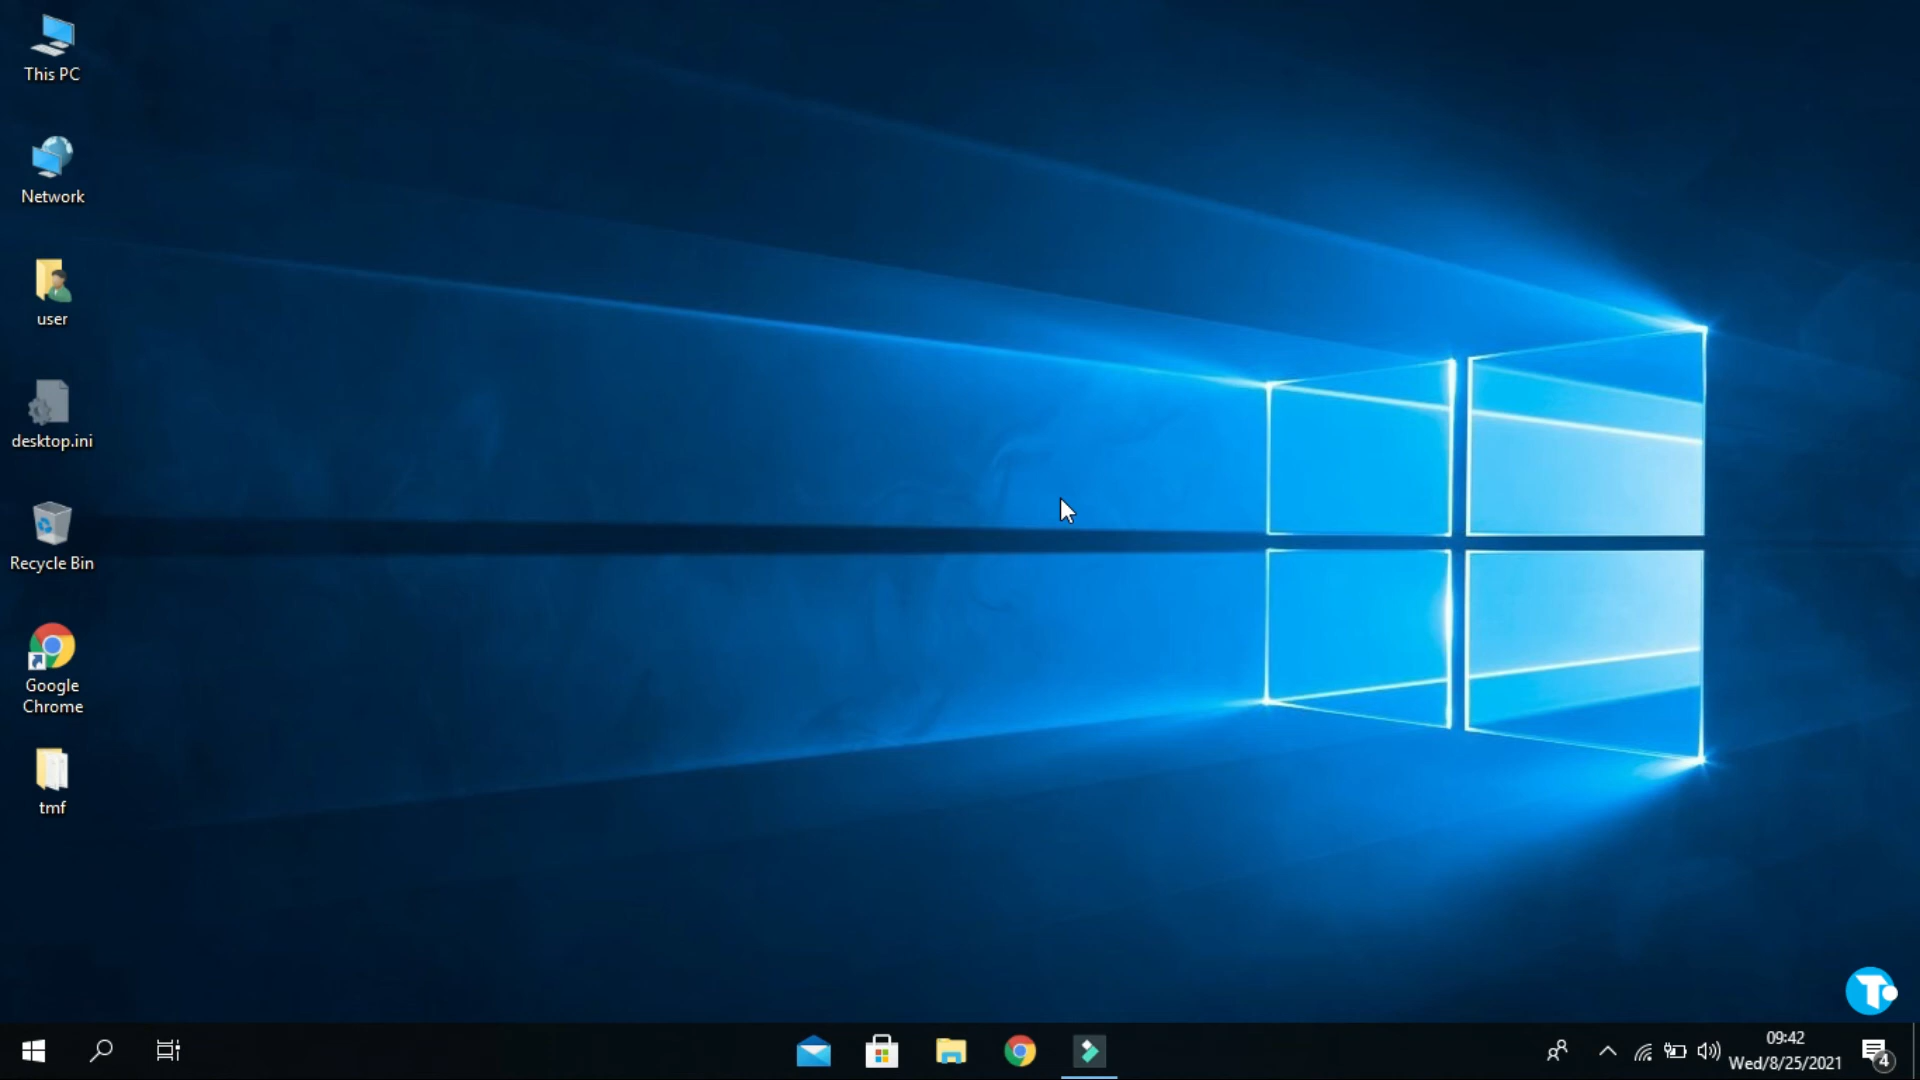 This PC
Network
user
desktop.ini
Recycle Bin
Google
Chrome
tmf
09:42
Wed/8/25/2021
4